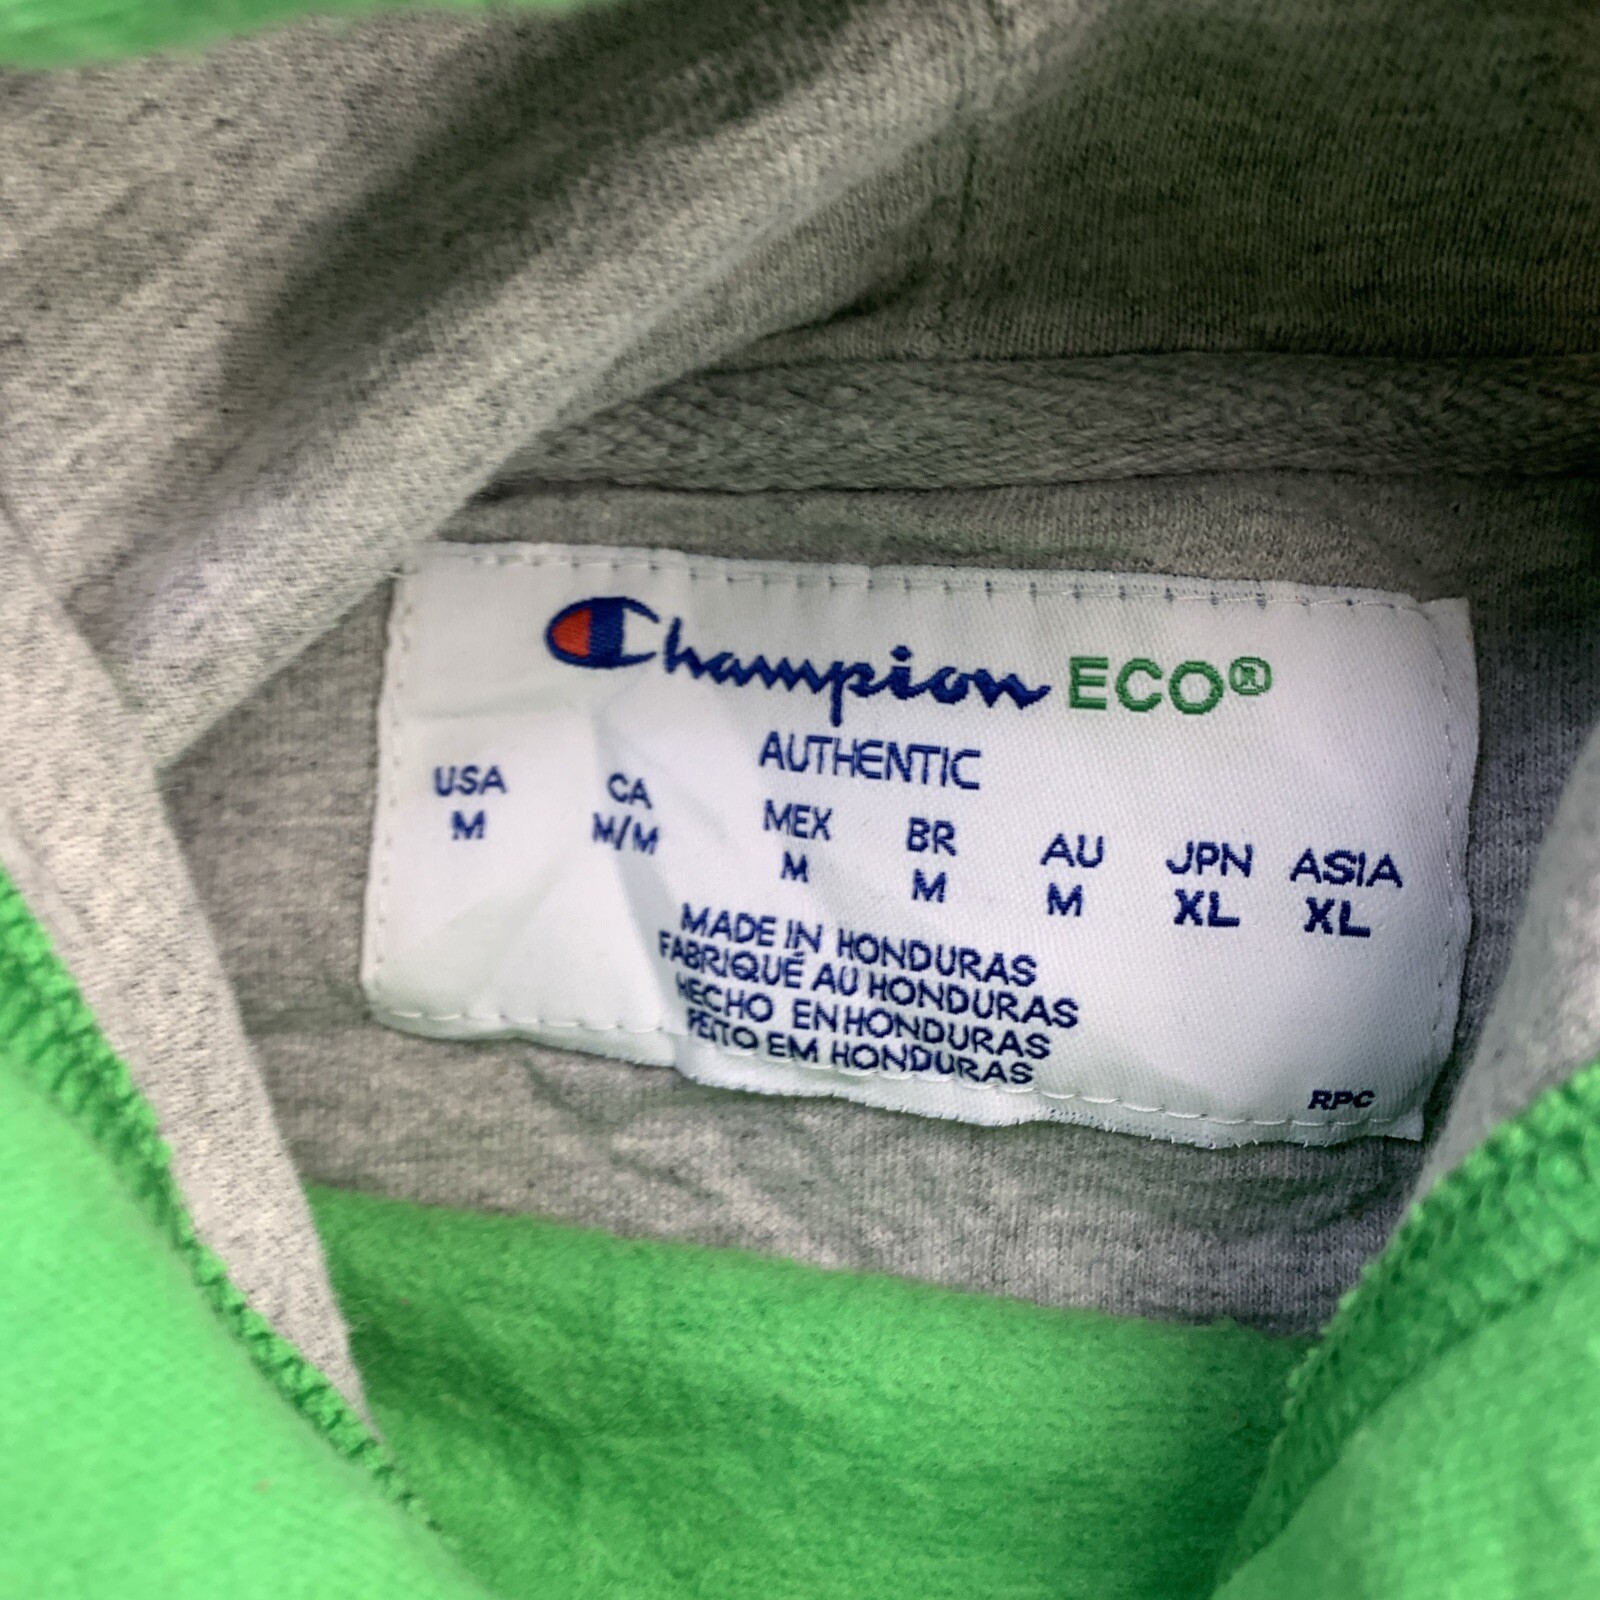 Champion ECO®
AUTHENTIC
USA CA MEX BR AU JPN ASIA
M M/M M M M XL XL
MADE IN HONDURAS
FABRIQUÉ AU HONDURAS
HECHO EN HONDURAS
FEITO EM HONDURAS
RPC